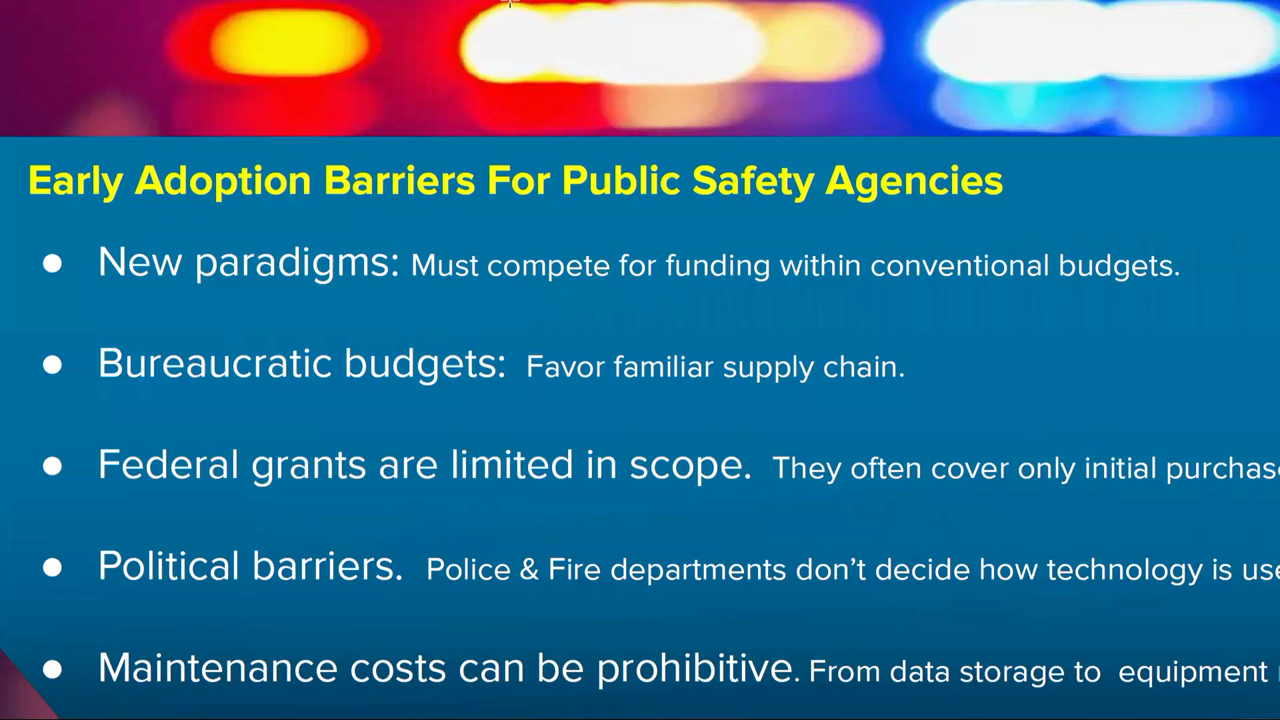 Early Adoption Barriers For Public Safety Agencies
● New paradigms: Must compete for funding within conventional budgets.
● Bureaucratic budgets: Favor familiar supply chain.
● Federal grants are limited in scope. They often cover only initial
● Political barriers. Police & Fire departments don’t decide how technology is
● Maintenance costs can be prohibitive. From data storage to equipment